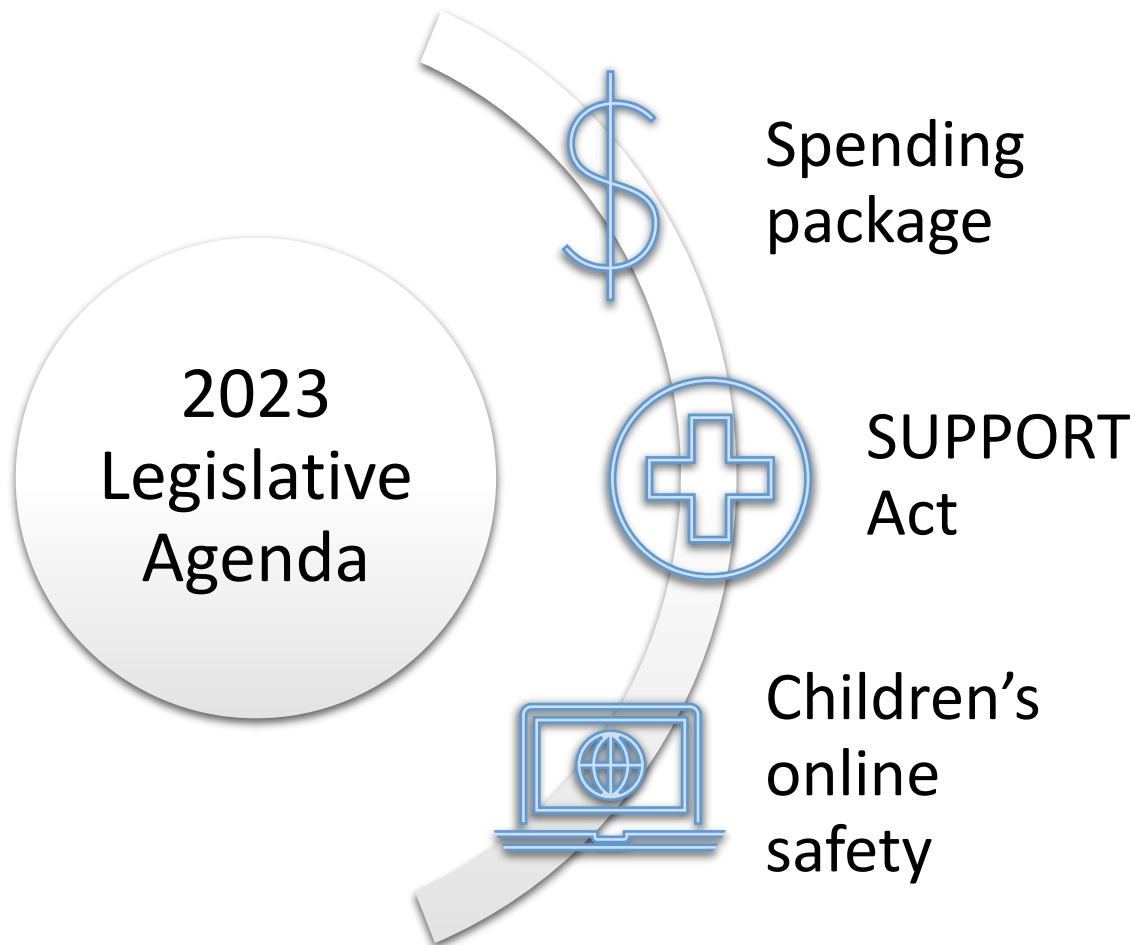 2023
Legislative
Agenda
Spending
package
SUPPORT
Act
Children’s
online
safety